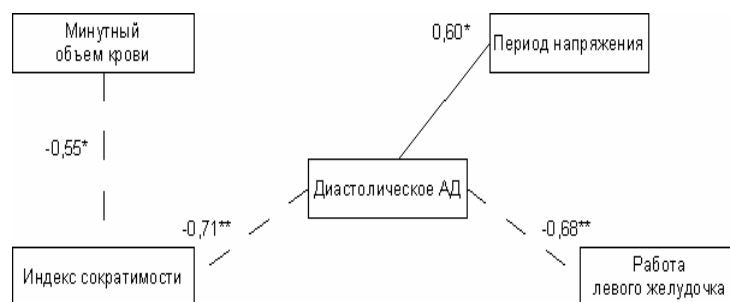 Минутный
объем крови
0,60*
Период напряжения
-0,55*
Диастолическое АД
-0,71**
-0,68**
Индекс сократимости
Работа
левого желудочка